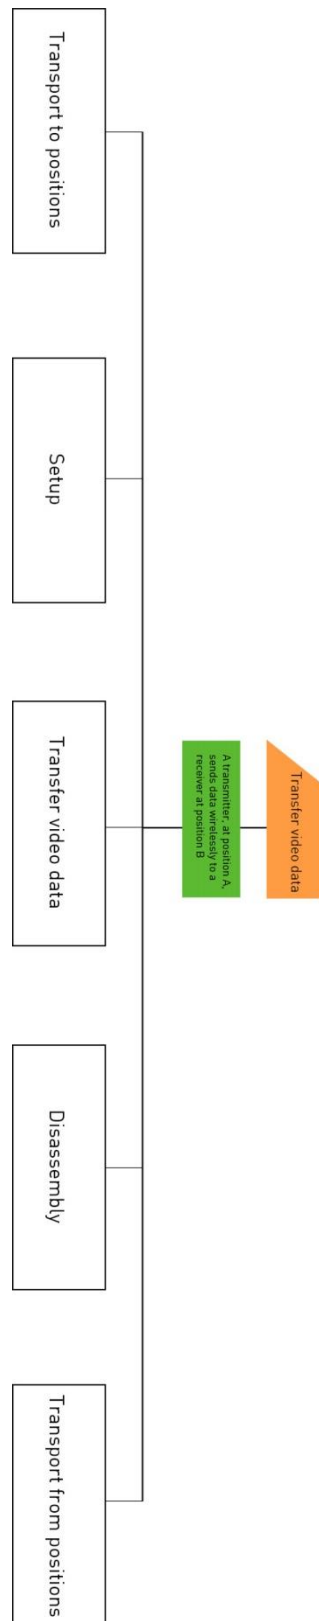 Transfer video data
A transmitter, at position A,
sends data wirelessly to a
receiver at position B
Transport to positions
Setup
Transfer video data
Disassembly
Transport from positions